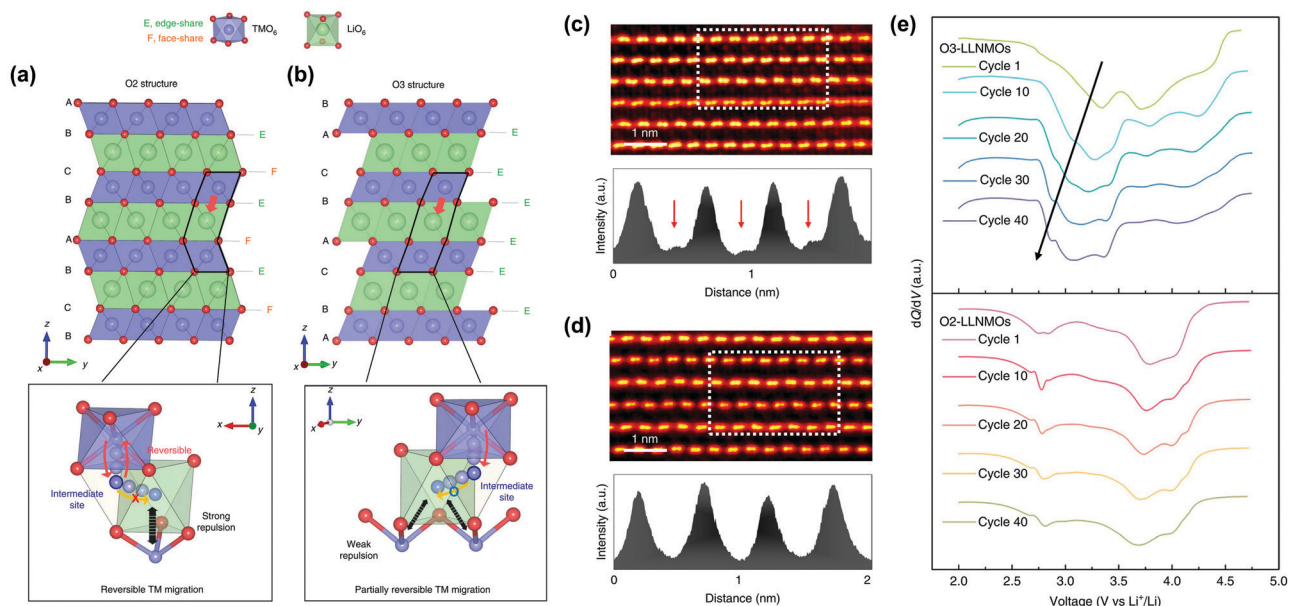 E, edge-share
F, face-share
TMO6
LiO6
(a)
O2 structure
A
B
C
B
A
B
C
B
E
F
E
F
E
F
z
x
y
z
x
y
Reversible
Intermediate
site
x
Strong
repulsion
Reversible TM migration
(b)
O3 structure
B
A
C
B
A
C
B
A
E
E
E
E
E
E
z
x
y
z
x
y
Intermediate
site
Weak
repulsion
Partially reversible TM migration
(c)
1 nm
Intensity (a.u.)
0
1
Distance (nm)
(d)
1 nm
Intensity (a.u.)
0
1
2
Distance (nm)
(e)
O3-LLNMOs
Cycle 1
Cycle 10
Cycle 20
Cycle 30
Cycle 40
dQ/dV (a.u.)
O2-LLNMOs
Cycle 1
Cycle 10
Cycle 20
Cycle 30
Cycle 40
2.0 2.5 3.0 3.5 4.0 4.5 5.0
Voltage (V vs Li+/Li)